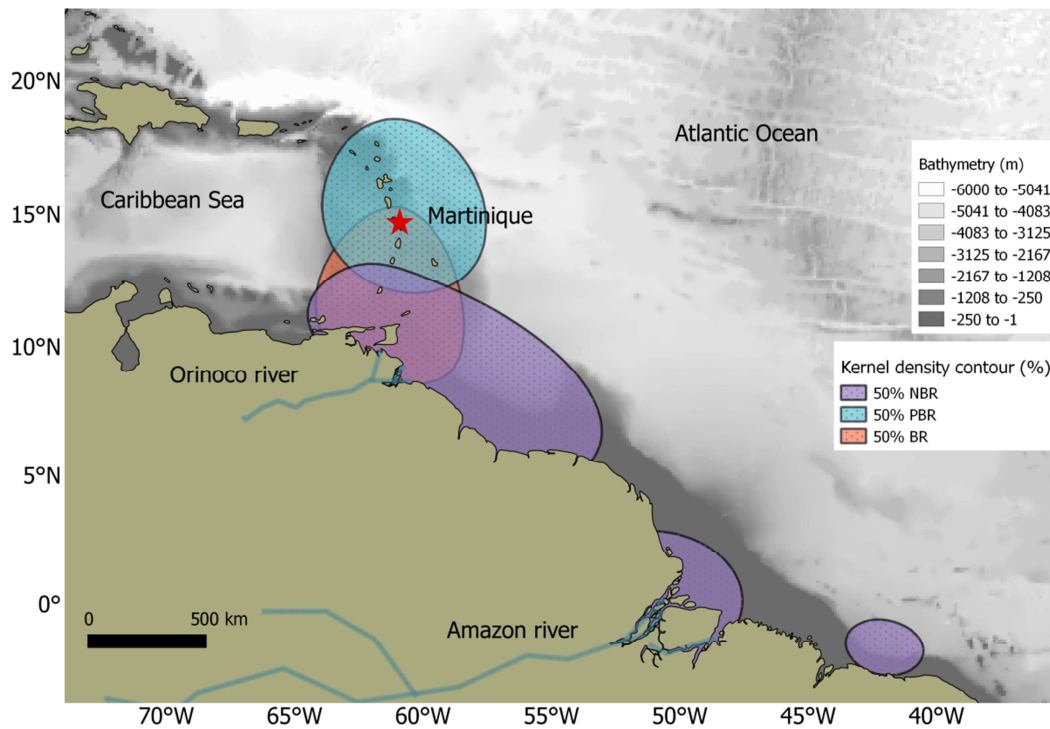 20°N
Atlantic Ocean
Bathymetry (m)
-6000 to -5041
-5041 to -4083
-4083 to -3125
-3125 to -2167
-2167 to -1208
-1208 to -250
-250 to -1
Caribbean Sea
15°N
Martinique
10°N
Orinoco river
Kernel density contour (%)
50% NBR
50% PBR
50% BR
5°N
0°
0
500 km
Amazon river
70°W
65°W
60°W
55°W
50°W
45°W
40°W